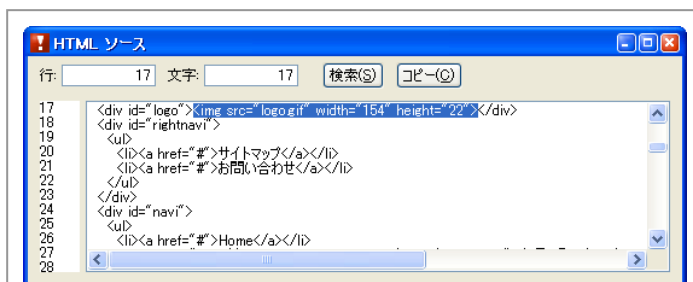 HTML ソース
行: 17 文字: 17 検索(S) コピー(C)
17 <div id="logo"><img src="logo.gif" width="154" height="22"></div>
18 <div id="rightnavi">
19 <ul>
20 <li><a href="#">サイトマップ</a></li>
21 <li><a href="#">お問い合わせ</a></li>
22 </ul>
23 </div>
24 <div id="navi">
25 <ul>
26 <li><a href="#">Home</a></li>
27
28